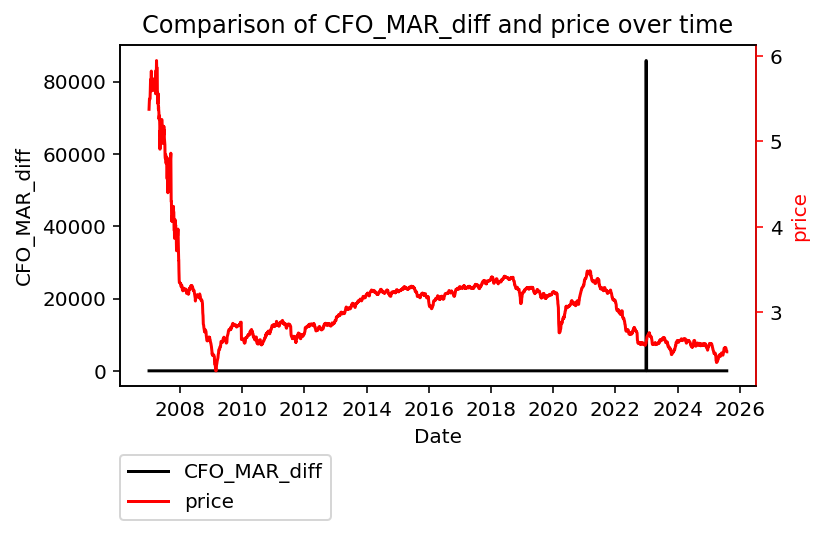 Comparison of CFO_MAR_diff and price over time
80000
60000
40000
20000
0
CFO_MAR_diff
6
5
4
3
price
2008 2010 2012 2014 2016 2018 2020 2022 2024 2026
Date
CFO_MAR_diff
price